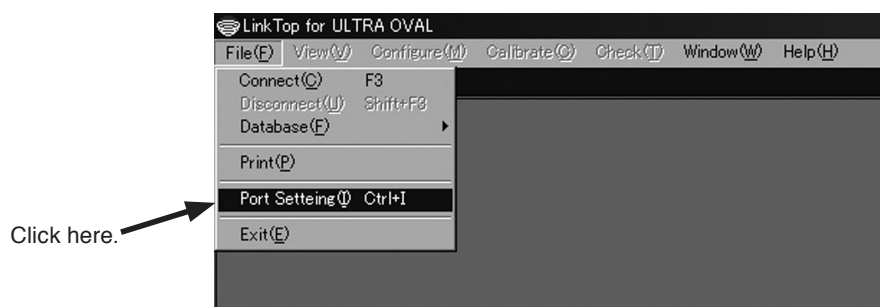 LinkTop for ULTRA OVAL
File(F) View(V) Configure(M) Calibrate(C) Check(T) Window(W) Help(H)
Connect(C) F3
Disconnect(U) Shift+F3
Database(F)
Print(P)
Port Setteing(I) Ctrl+I
Exit(E)
Click here.